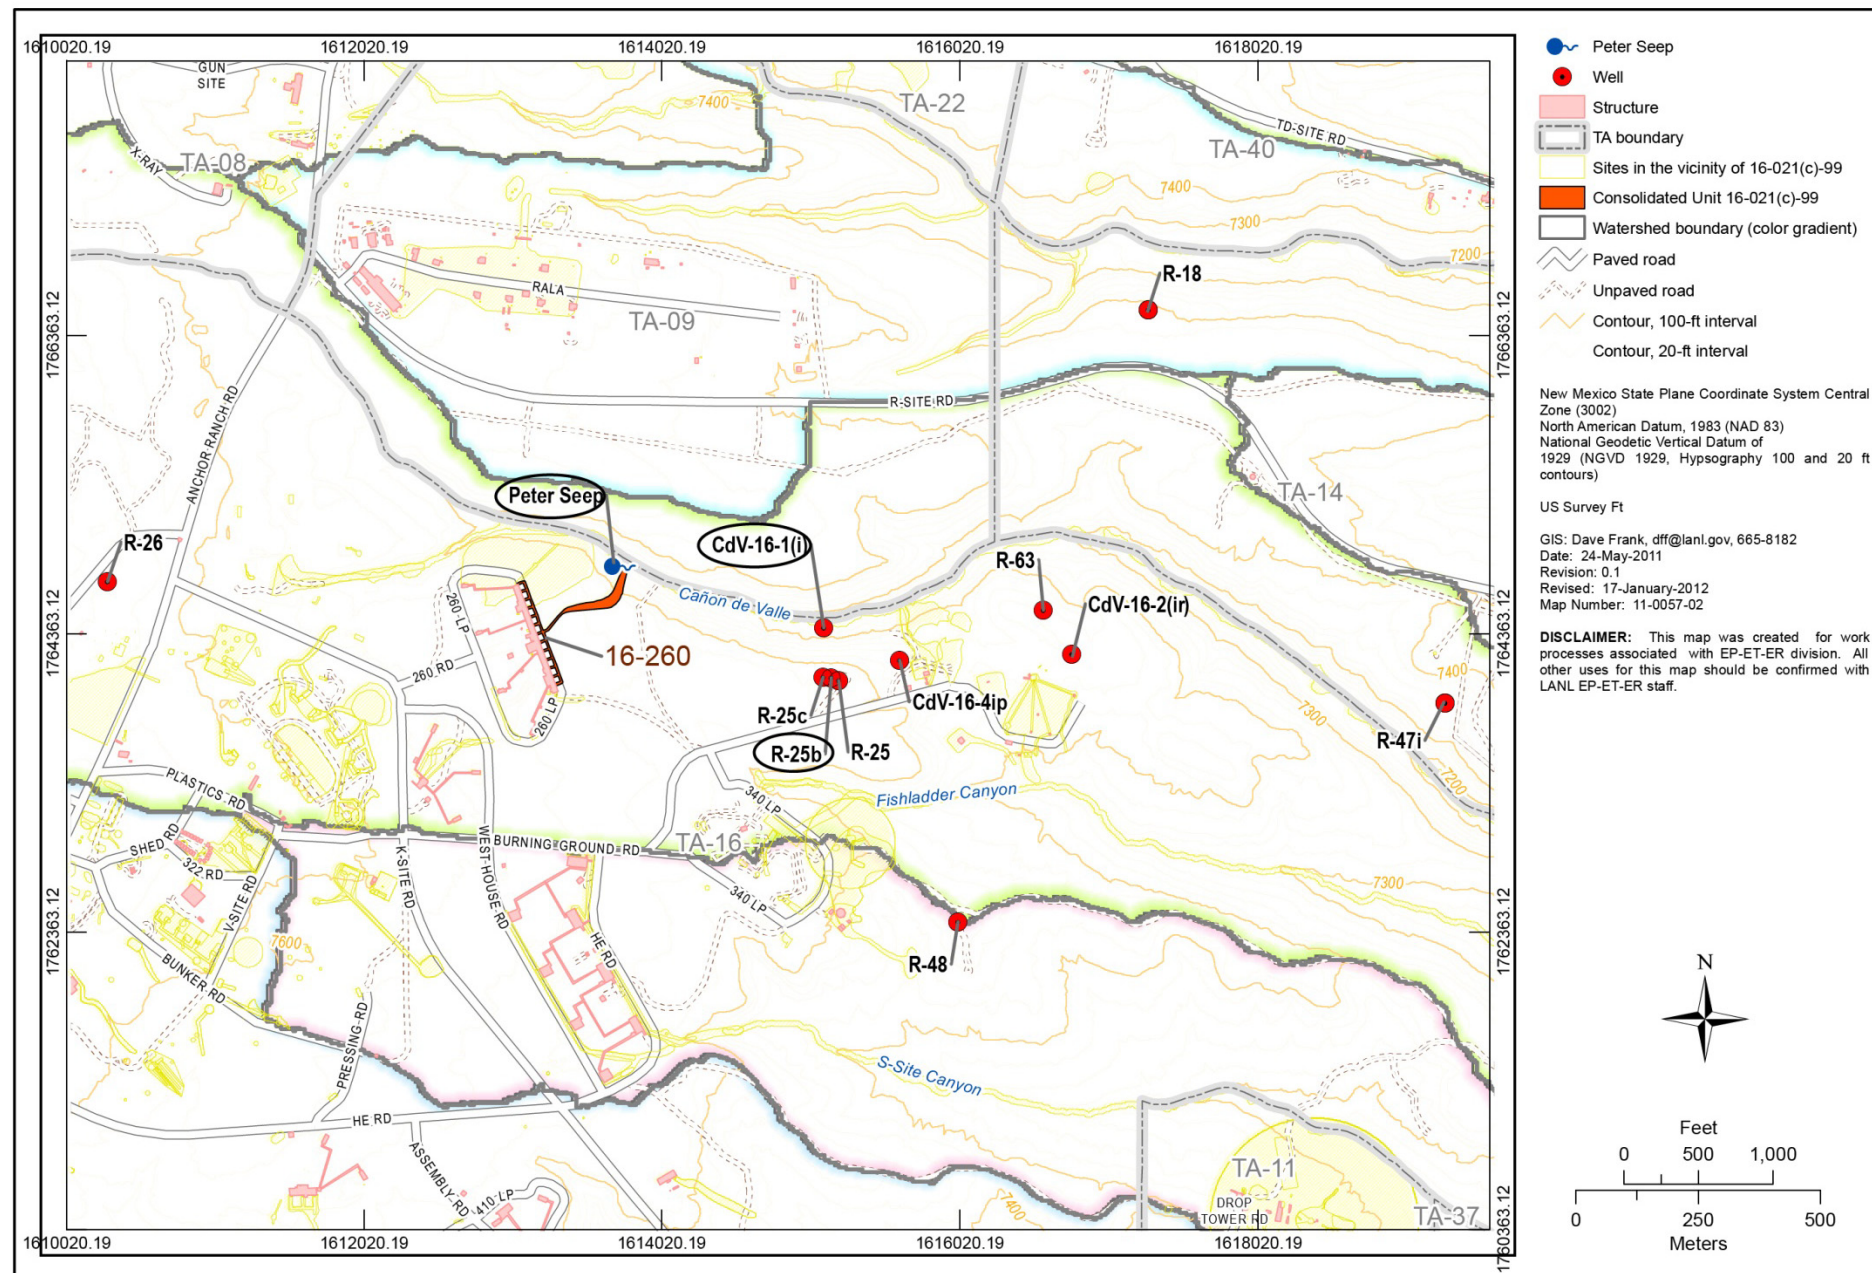 1610020.19
1612020.19
1614020.19
1616020.19
1618020.19
GUN
SITE
X-RAY
TA-08
7400
TA-22
TA-40
TD-SITE RD
7400
7300
7200
R-18
RALA
TA-09
1766363.12
1766363.12
ANCHOR RANCH RD
R-SITE RD
TA-14
Peter Seep
CdV-16-1(i)
R-26
R-63
CdV-16-2(ir)
260 LP
Cañon de Valle
1764363.12
1764363.12
16-260
260 RD
7400
CdV-16-4ip
R-25c
260 LP
R-25b
R-25
7300
R-47i
7200
PLASTICS RD
340 LP
Fishladder Canyon
SHED RD
322 RD
K-SITE RD
WEST HOUSE RD
BURNING GROUND RD
TA-16
340 LP
7300
V-SITE RD
1762363.12
1762363.12
7600
HE RD
R-48
BUNKER RD
PRESSING RD
S-Site Canyon
HE RD
ASSEMBLY RD
410 LP
7400
TA-11
DROP
TOWER RD
TA-37
1760363.12
1610020.19
1612020.19
1614020.19
1616020.19
1618020.19
Peter Seep
Well
Structure
TA boundary
Sites in the vicinity of 16-021(c)-99
Consolidated Unit 16-021(c)-99
Watershed boundary (color gradient)
Paved road
Unpaved road
Contour, 100-ft interval
Contour, 20-ft interval
New Mexico State Plane Coordinate System Central
Zone (3002)
North American Datum, 1983 (NAD 83)
National Geodetic Vertical Datum of
1929 (NGVD 1929, Hypsography 100 and 20 ft
contours)
US Survey Ft
GIS: Dave Frank, dff@lanl.gov, 665-8182
Date: 24-May-2011
Revision: 0.1
Revised: 17-January-2012
Map Number: 11-0057-02
DISCLAIMER: This map was created for work
processes associated with EP-ET-ER division. All
other uses for this map should be confirmed with
LANL EP-ET-ER staff.
N
Feet
0 500 1,000
0 250 500
Meters